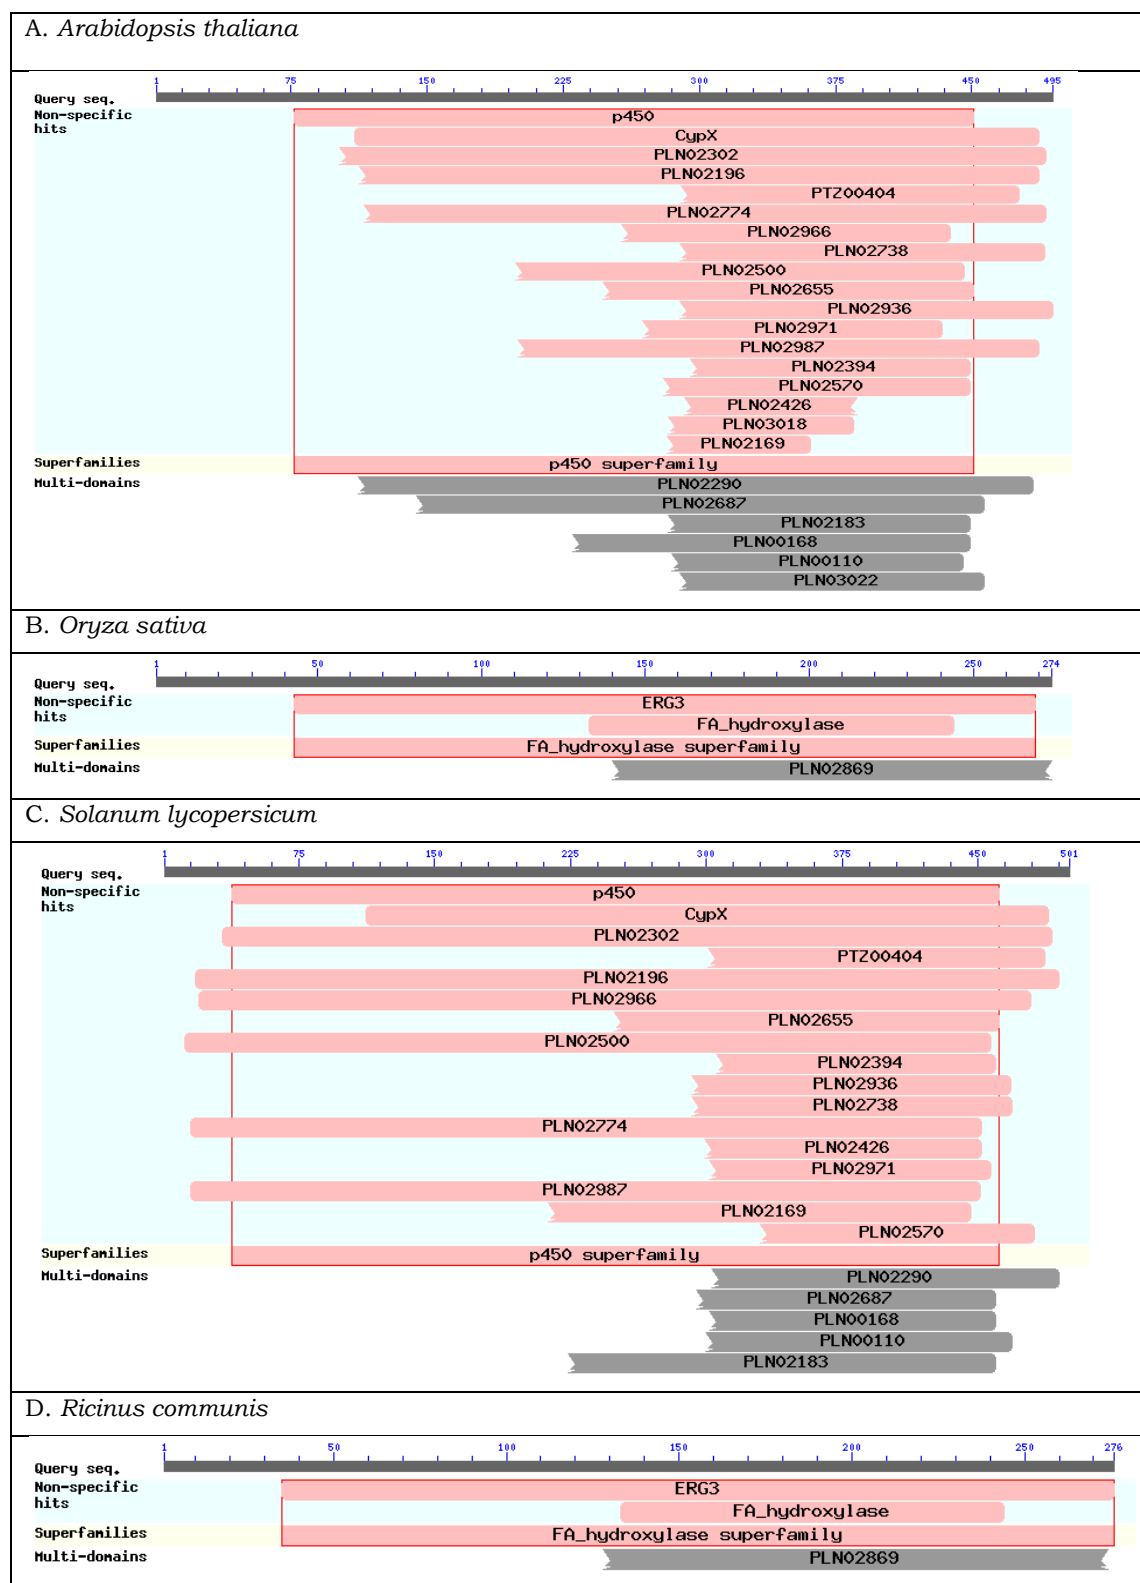 A. Arabidopsis thaliana
1 75 150 225 300 375 450 495
Query seq.
Non-specific hits
p450
CypX
PLN02302
PLN02196
PTZ00404
PLN02774
PLN02966
PLN02738
PLN02500
PLN02655
PLN02936
PLN02971
PLN02987
PLN02394
PLN02570
PLN02426
PLN03018
PLN02169
Superfamilies
p450 superfamily
Multi-domains
PLN02290
PLN02687
PLN02183
PLN00168
PLN00110
PLN03022
B. Oryza sativa
1 50 100 150 200 250 274
Query seq.
Non-specific hits
ERG3
FA_hydroxylase
Superfamilies
FA_hydroxylase superfamily
Multi-domains
PLN02869
C. Solanum lycopersicum
1 75 150 225 300 375 450 501
Query seq.
Non-specific hits
p450
CypX
PLN02302
PTZ00404
PLN02196
PLN02966
PLN02655
PLN02500
PLN02394
PLN02936
PLN02738
PLN02774
PLN02426
PLN02971
PLN02987
PLN02169
PLN02570
Superfamilies
p450 superfamily
Multi-domains
PLN02290
PLN02687
PLN00168
PLN00110
PLN02183
D. Ricinus communis
1 50 100 150 200 250 276
Query seq.
Non-specific hits
ERG3
FA_hydroxylase
Superfamilies
FA_hydroxylase superfamily
Multi-domains
PLN02869